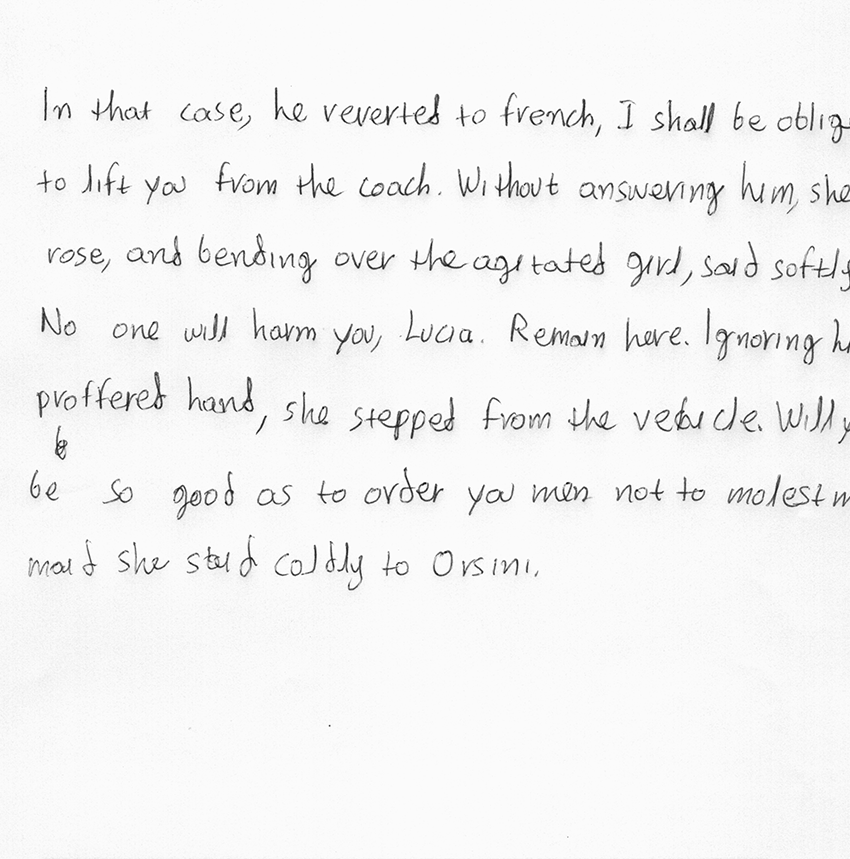 In that case, he reverted to french, I shall be oblig
to lift you from the coach. Without answering him, she
rose, and bending over the agitated girl, said softly
No one will harm you, Lucia. Remain here. Ignoring hi
proffered hand, she stepped from the vehicle. Will y
be so good as to order you men not to molest m
maid she said coldly to Orsini.